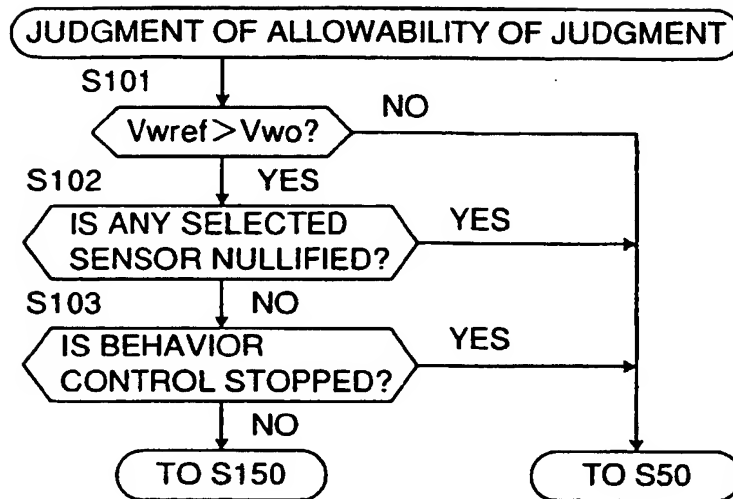 JUDGMENT OF ALLOWABILITY OF JUDGMENT
S101
Vwref>Vwo?
NO
S102
YES
IS ANY SELECTED
SENSOR NULLIFIED?
YES
S103
NO
IS BEHAVIOR
CONTROL STOPPED?
YES
NO
TO S150
TO S50